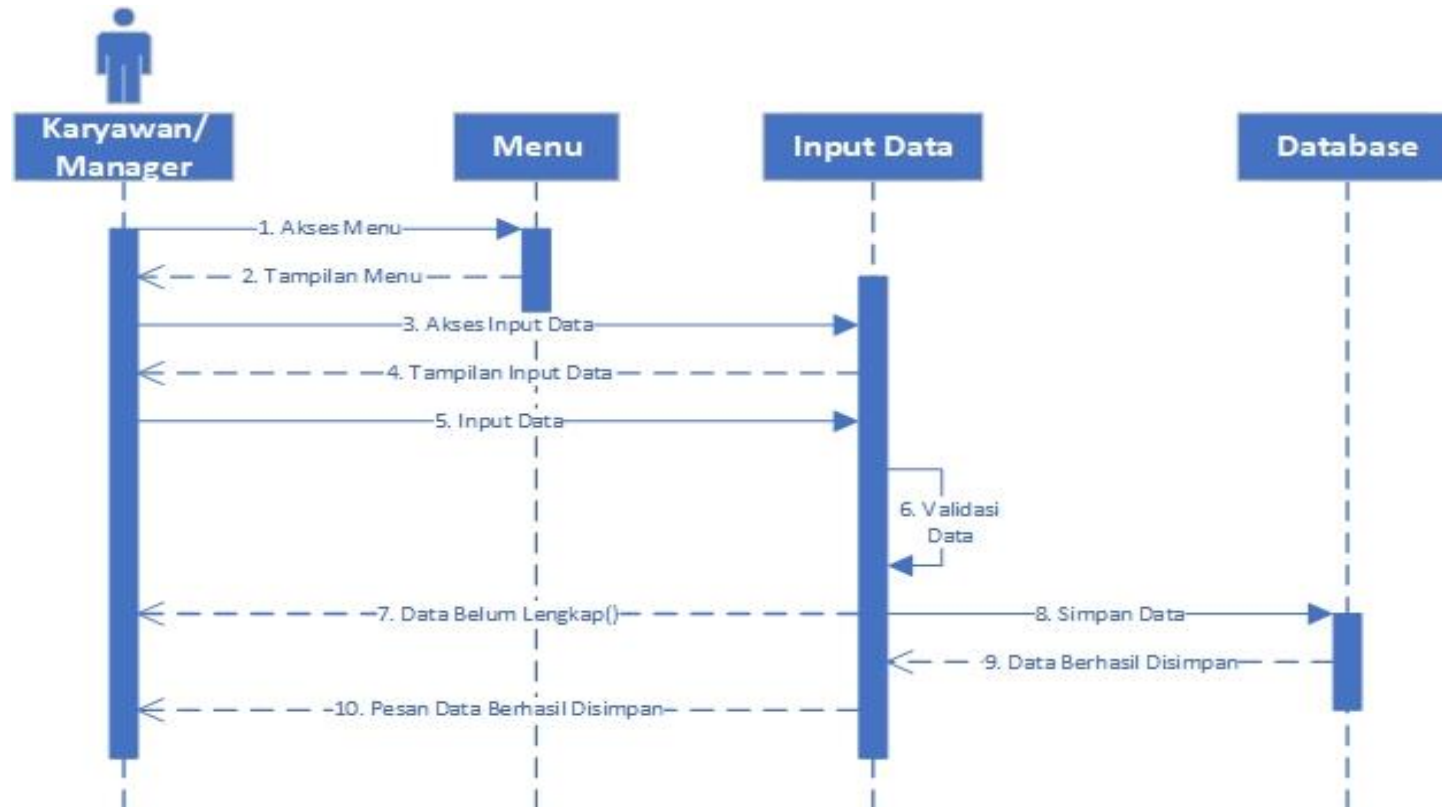 Karyawan/
Manager
Menu
Input Data
Database
1. Akses Menu
2. Tampilan Menu
3. Akses Input Data
4. Tampilan Input Data
5. Input Data
6. Validasi
Data
7. Data Belum Lengkap()
8. Simpan Data
9. Data Berhasil Disimpan
10. Pesan Data Berhasil Disimpan